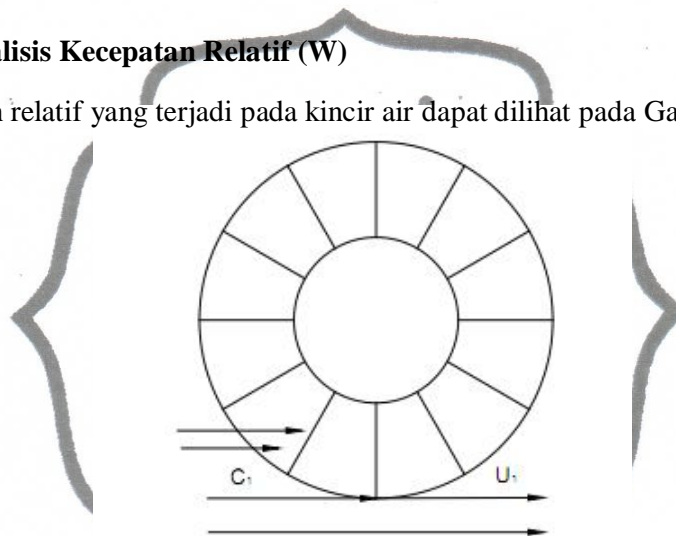 alisis Kecepatan Relatif (W)
relatif yang terjadi pada kincir air dapat dilihat pada Ga
C₁ U₁